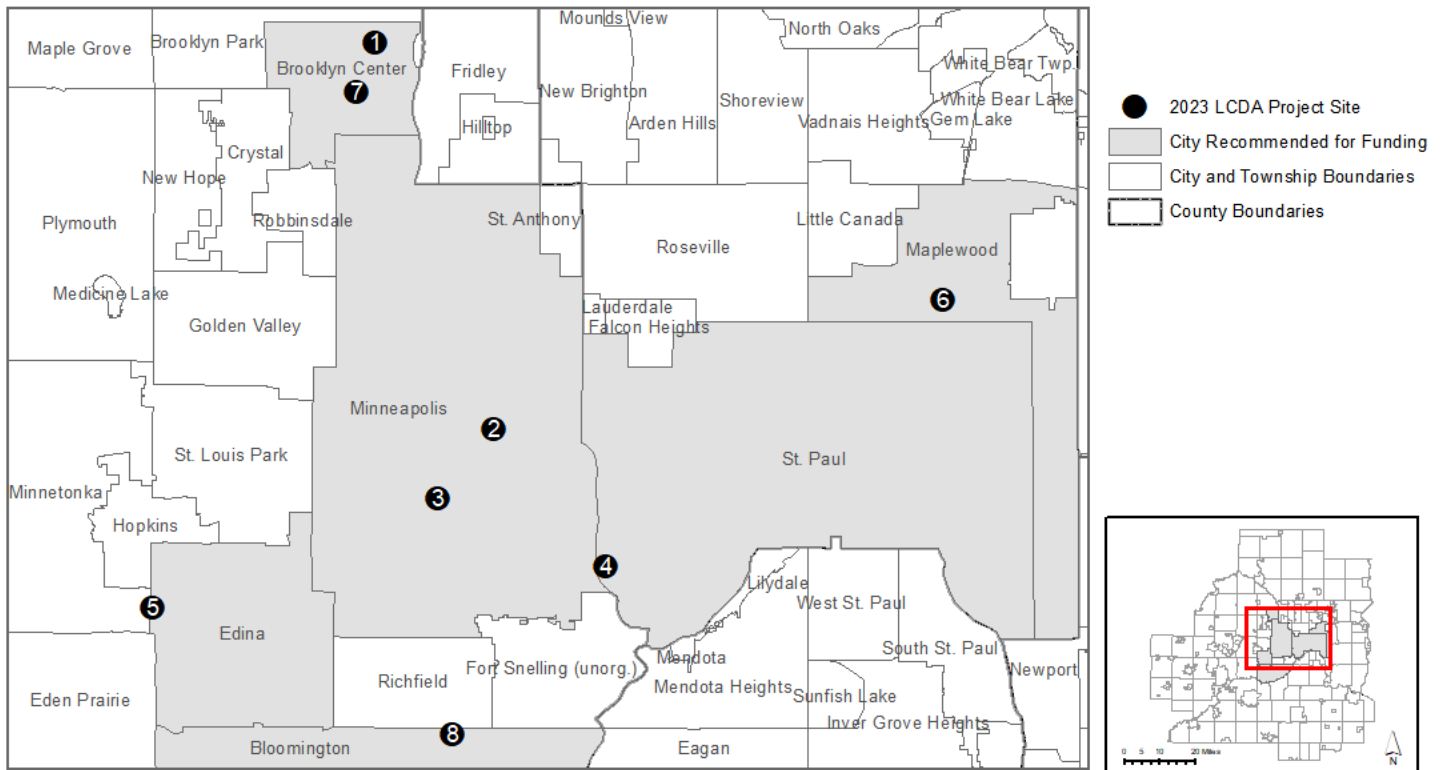 Mounds View
North Oaks
Maple Grove
Brooklyn Park
1
Brooklyn Center
Fridley
White Bear Twp.
7
New Brighton
Shoreview
White Bear Lake
Hilltop
Arden Hills
Vadnais Heights
Gem Lake
Crystal
New Hope
Plymouth
Robbinsdale
St. Anthony
Little Canada
Roseville
Maplewood
Medicine Lake
6
Golden Valley
Lauderdale
Falcon Heights
Minneapolis
2
St. Louis Park
St. Paul
Minnetonka
3
Hopkins
4
Lilydale
5
West St. Paul
Edina
South St. Paul
Mendota
Fort Snelling (unorg.)
Newport
Richfield
Mendota Heights
Eden Prairie
Sunfish Lake
Inver Grove Heights
8
Bloomington
Eagan
2023 LCDA Project Site
City Recommended for Funding
City and Township Boundaries
County Boundaries
0 5 10 20 Miles
N